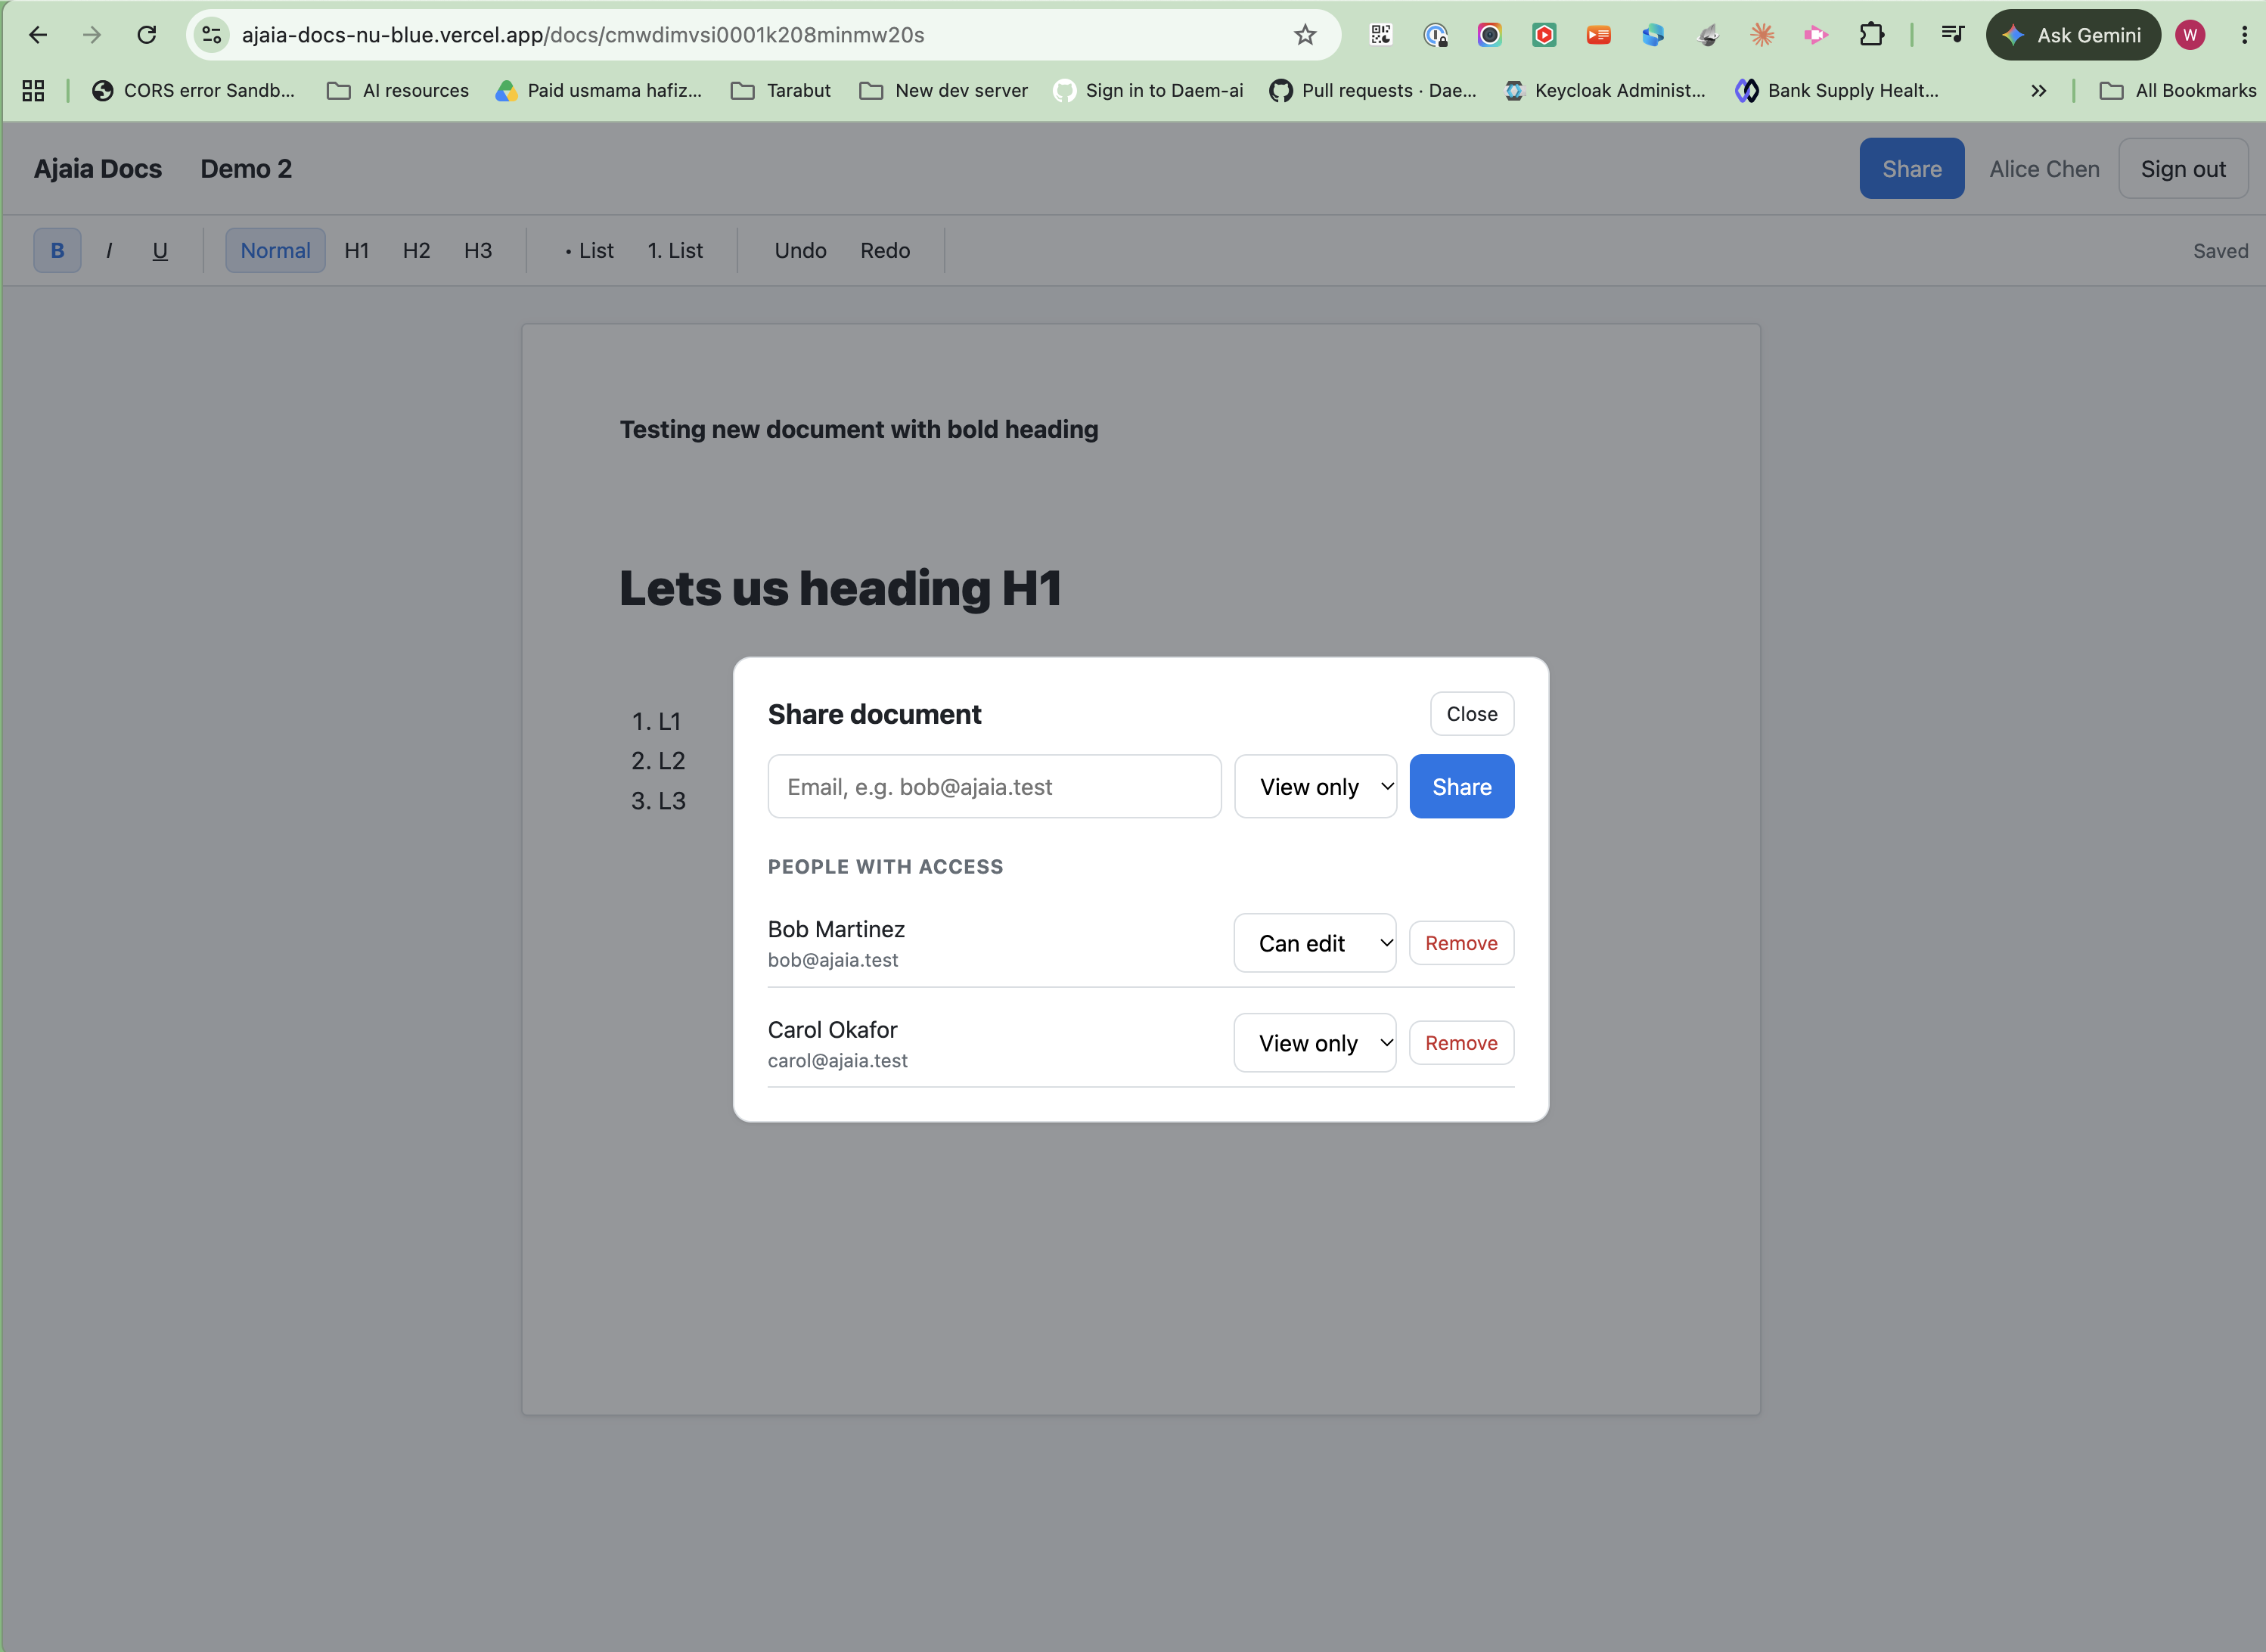 ajaia-docs-nu-blue.vercel.app/docs/cmwdimvsi0001k208minmw20s
Ask Gemini
W
CORS error Sandb...
AI resources
Paid usmama hafiz...
Tarabut
New dev server
Sign in to Daem-ai
Pull requests · Dae...
Keycloak Administ...
Bank Supply Healt...
All Bookmarks
Ajaia Docs
Demo 2
Share
Alice Chen
Sign out
B
I
U
Normal
H1
H2
H3
• List
1. List
Undo
Redo
Saved
Testing new document with bold heading
Lets us heading H1
1. L1
2. L2
3. L3
Share document
Close
Email, e.g. bob@ajaia.test
View only
Share
PEOPLE WITH ACCESS
Bob Martinez
bob@ajaia.test
Can edit
Remove
Carol Okafor
carol@ajaia.test
View only
Remove